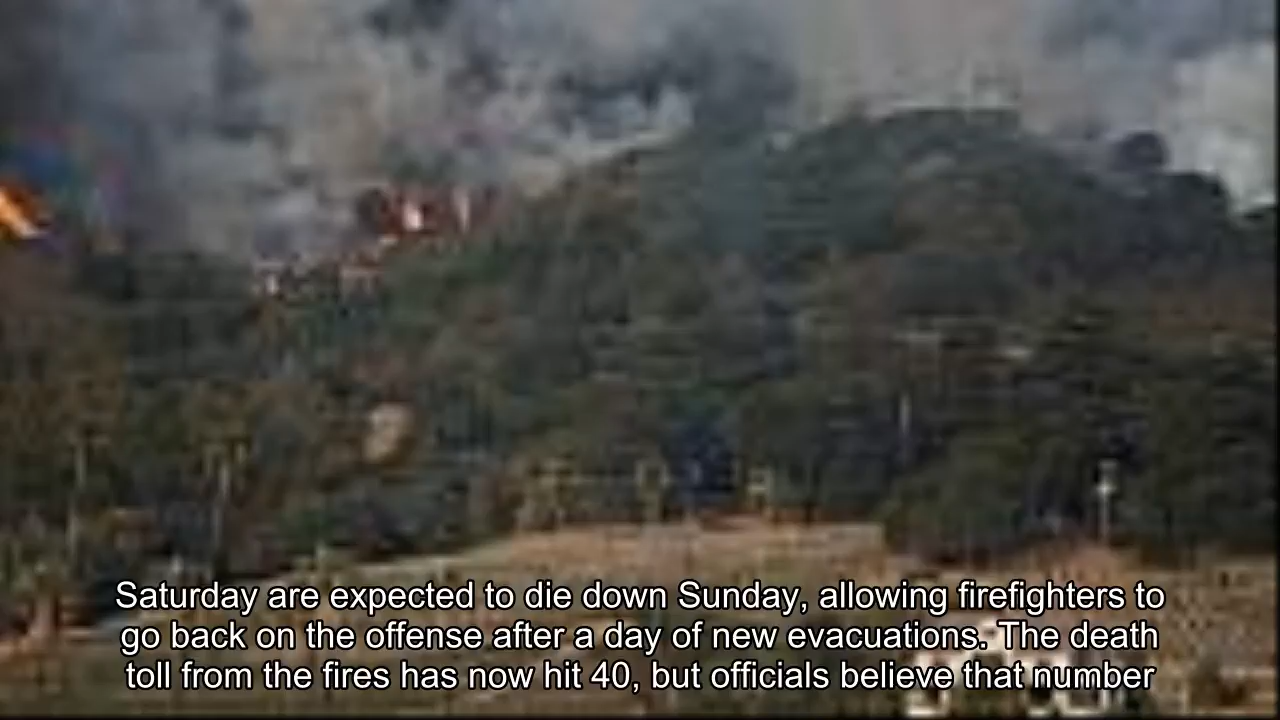 Saturday are expected to die down Sunday, allowing firefighters to
go back on the offense after a day of new evacuations. The death
toll from the fires has now hit 40, but officials believe that number